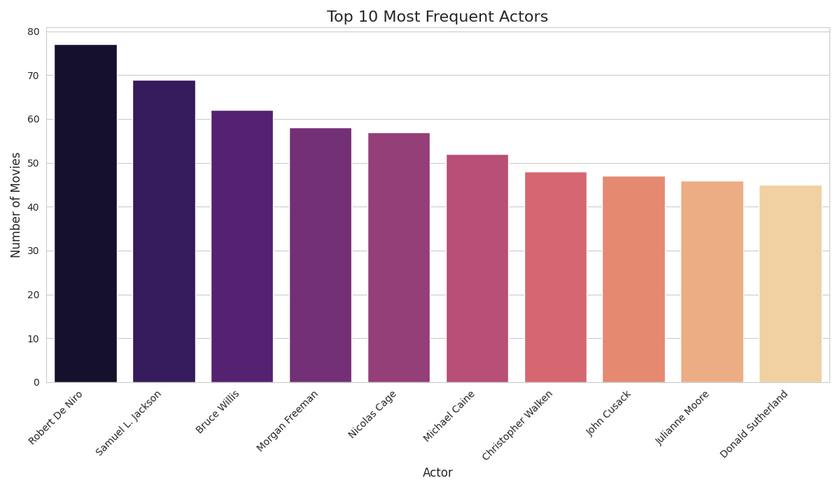 Top 10 Most Frequent Actors
Number of Movies
80
70
60
50
40
30
20
10
0
Robert De Niro
Samuel L. Jackson
Bruce Willis
Morgan Freeman
Nicolas Cage
Michael Caine
Christopher Walken
John Cusack
Julianne Moore
Donald Sutherland
Actor